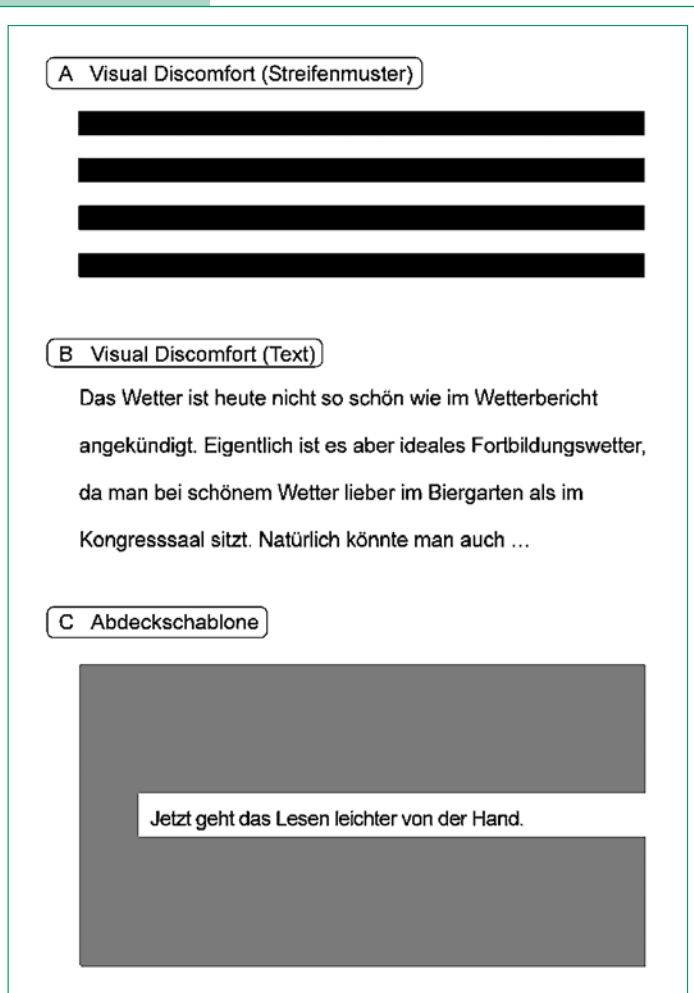 A Visual Discomfort (Streifenmuster)
B Visual Discomfort (Text)
Das Wetter ist heute nicht so schön wie im Wetterbericht
angekündigt. Eigentlich ist es aber ideales Fortbildungswetter,
da man bei schönem Wetter lieber im Biergarten als im
Kongresssaal sitzt. Natürlich könnte man auch …
C Abdeckschablone
Jetzt geht das Lesen leichter von der Hand.